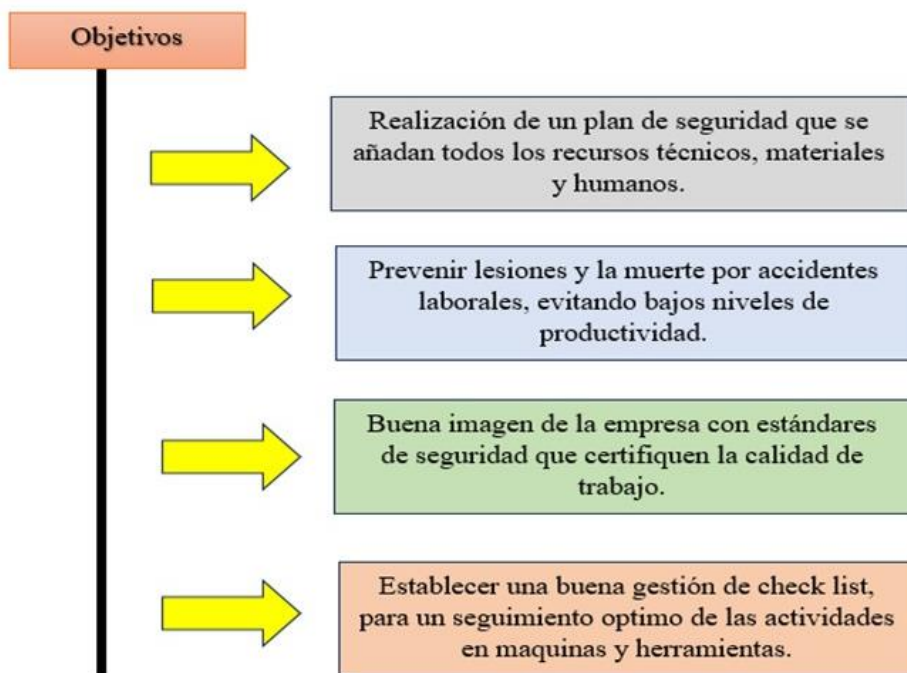 Objetivos
Realización de un plan de seguridad que se
añadan todos los recursos técnicos, materiales
y humanos.
Prevenir lesiones y la muerte por accidentes
laborales, evitando bajos niveles de
productividad.
Buena imagen de la empresa con estándares
de seguridad que certifiquen la calidad de
trabajo.
Establecer una buena gestión de check list,
para un seguimiento optimo de las actividades
en maquinas y herramientas.